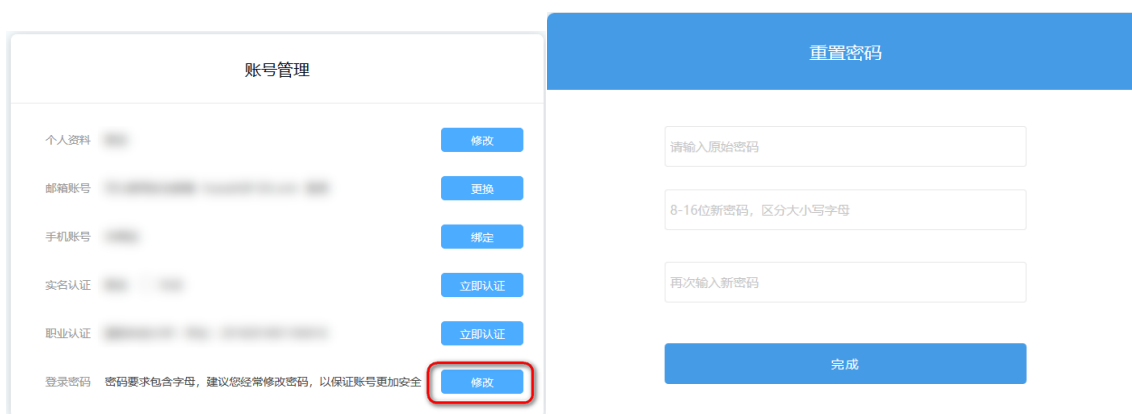 账号管理
个人资料
修改
邮箱账号
更换
手机账号
绑定
实名认证
立即认证
职业认证
立即认证
登录密码 密码要求包含字母，建议您经常修改密码，以保证账号更加安全
修改
重置密码
请输入原始密码
8-16位新密码，区分大小写字母
再次输入新密码
完成